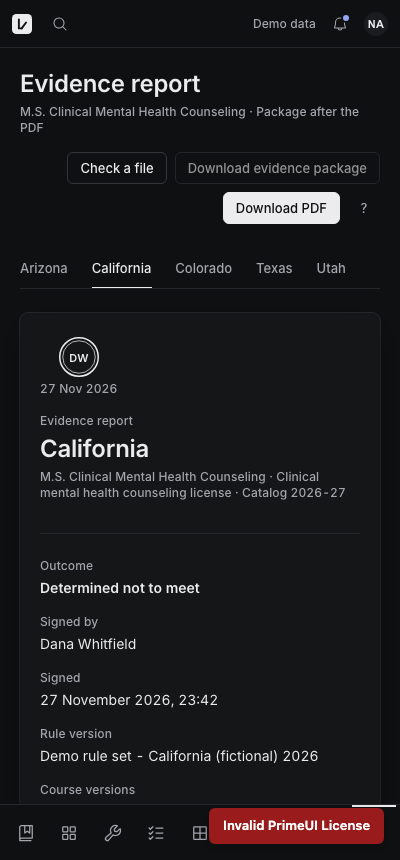 Demo data
NA
Evidence report
M.S. Clinical Mental Health Counseling · Package after the
PDF
Check a file
Download evidence package
Download PDF
?
Arizona
California
Colorado
Texas
Utah
DW
27 Nov 2026
Evidence report
California
M.S. Clinical Mental Health Counseling · Clinical
mental health counseling license · Catalog 2026-27
Outcome
Determined not to meet
Signed by
Dana Whitfield
Signed
27 November 2026, 23:42
Rule version
Demo rule set - California (fictional) 2026
Course versions
Invalid PrimeUI License